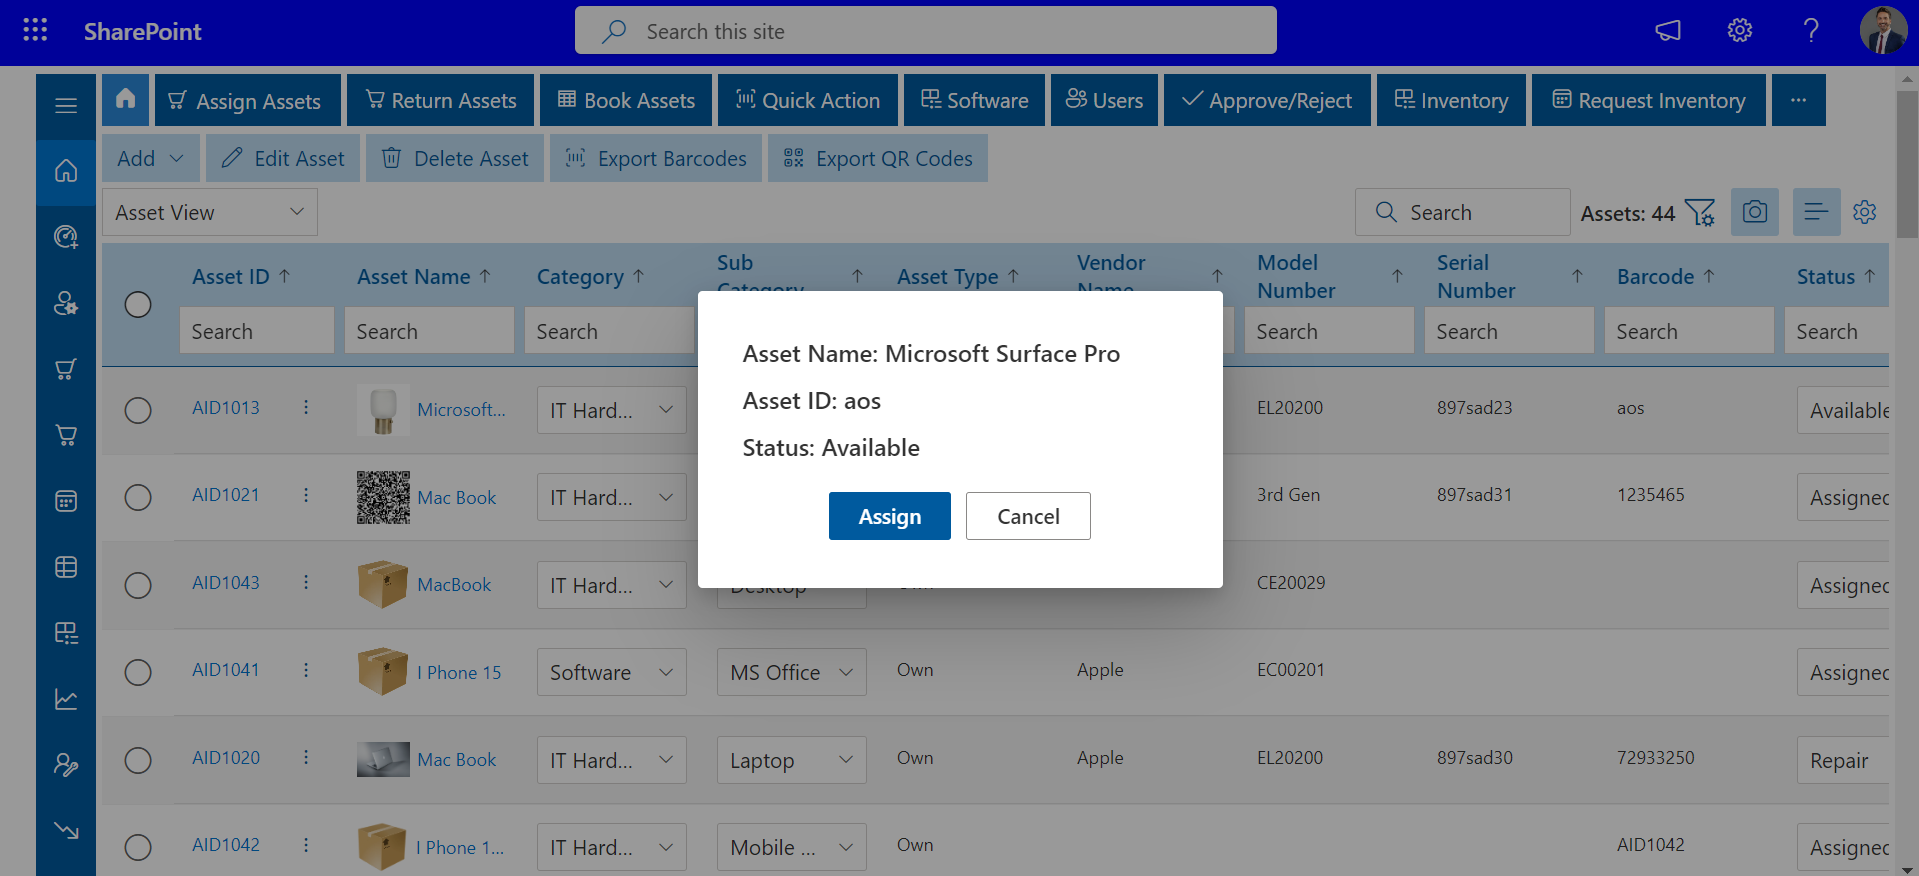 SharePoint
Search this site
Assign Assets
Return Assets
Book Assets
Quick Action
Software
Users
Approve/Reject
Inventory
Request Inventory
Add
Edit Asset
Delete Asset
Export Barcodes
Export QR Codes
Asset View
Search
Assets: 44
Asset ID
Asset Name
Category
Sub Category
Asset Type
Vendor Name
Model Number
Serial Number
Barcode
Status
Search
Search
Search
Search
Search
Search
Search
Asset Name: Microsoft Surface Pro
Asset ID: aos
Status: Available
Assign
Cancel
AID1013
Microsoft...
IT Hard...
EL20200
897sad23
aos
Available
AID1021
Mac Book
IT Hard...
3rd Gen
897sad31
1235465
Assigned
AID1043
MacBook
IT Hard...
Desktop
Own
CE20029
Assigned
AID1041
I Phone 15
Software
MS Office
Own
Apple
EC00201
Assigned
AID1020
Mac Book
IT Hard...
Laptop
Own
Apple
EL20200
897sad30
72933250
Repair
AID1042
I Phone 1...
IT Hard...
Mobile ...
Own
AID1042
Assigned